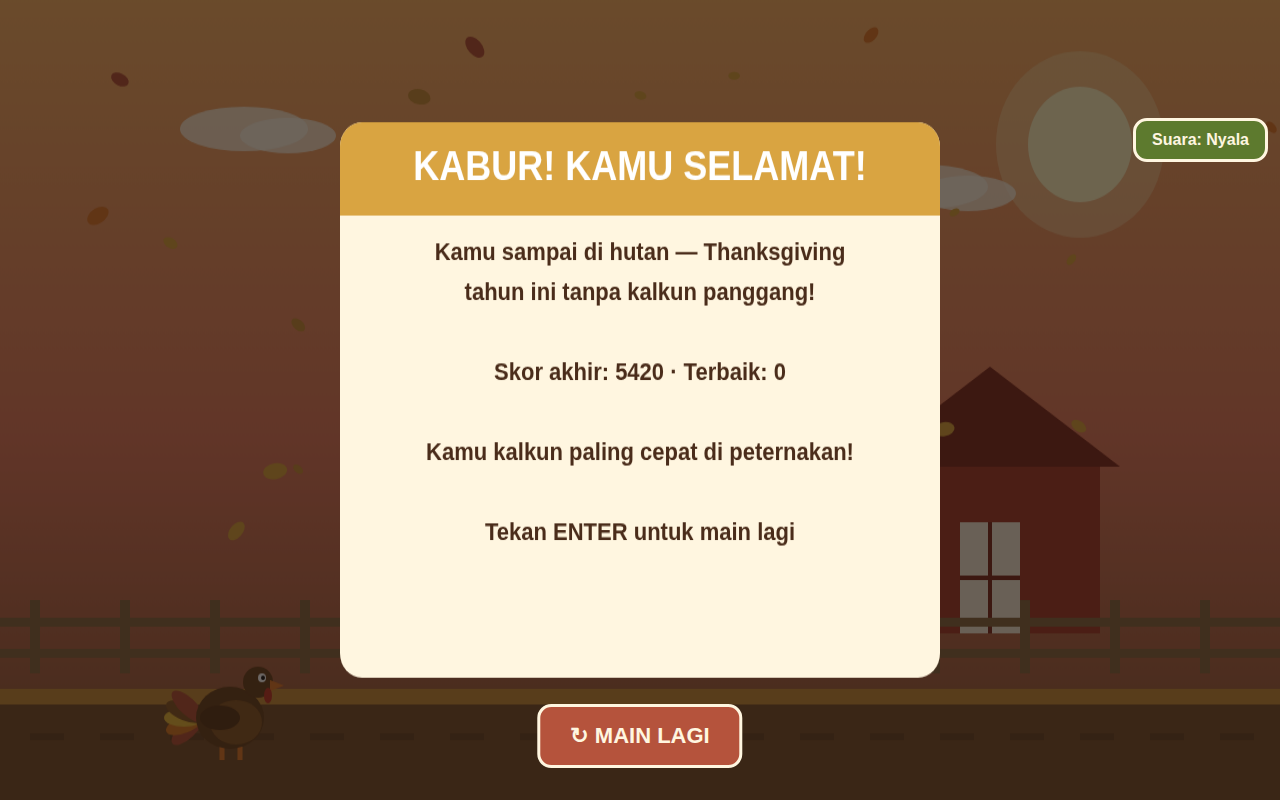 KABUR! KAMU SELAMAT!
Suara: Nyala
Kamu sampai di hutan — Thanksgiving
tahun ini tanpa kalkun panggang!
Skor akhir: 5420 · Terbaik: 0
Kamu kalkun paling cepat di peternakan!
Tekan ENTER untuk main lagi
↻ MAIN LAGI